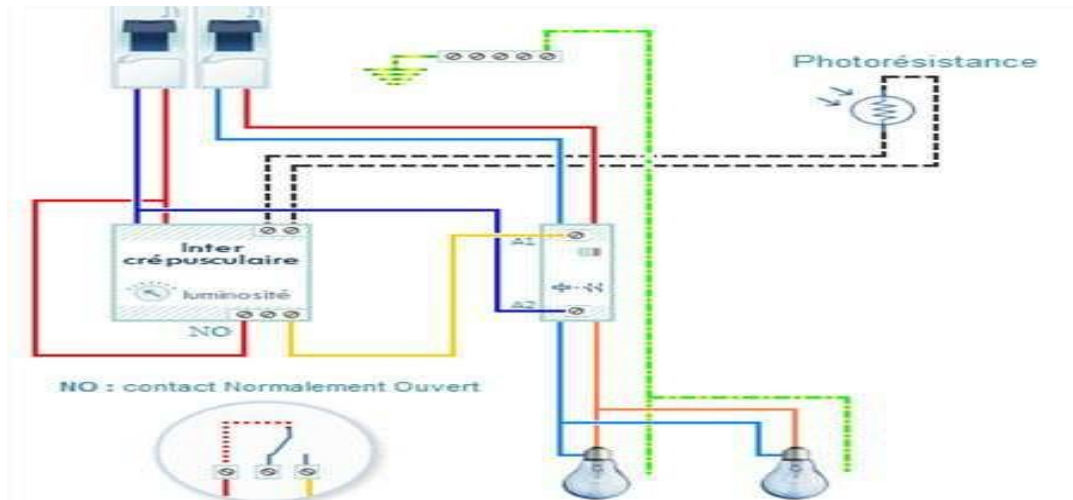 Photorésistance
A1
Inter
crépusculaire
luminosité
A2
NO
NO : contact Normalement Ouvert